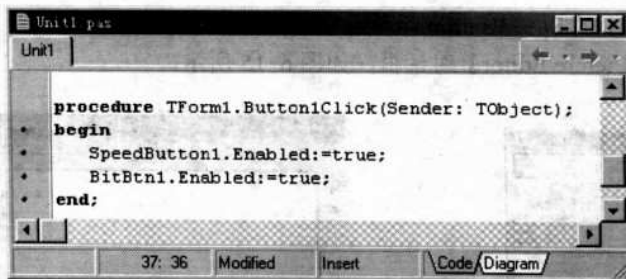 Unit1.pas
Unit1
procedure TForm1.Button1Click(Sender: TObject);
begin
SpeedButton1.Enabled:=true;
BitBtn1.Enabled:=true;
end;
37: 36 Modified Insert Code Diagram